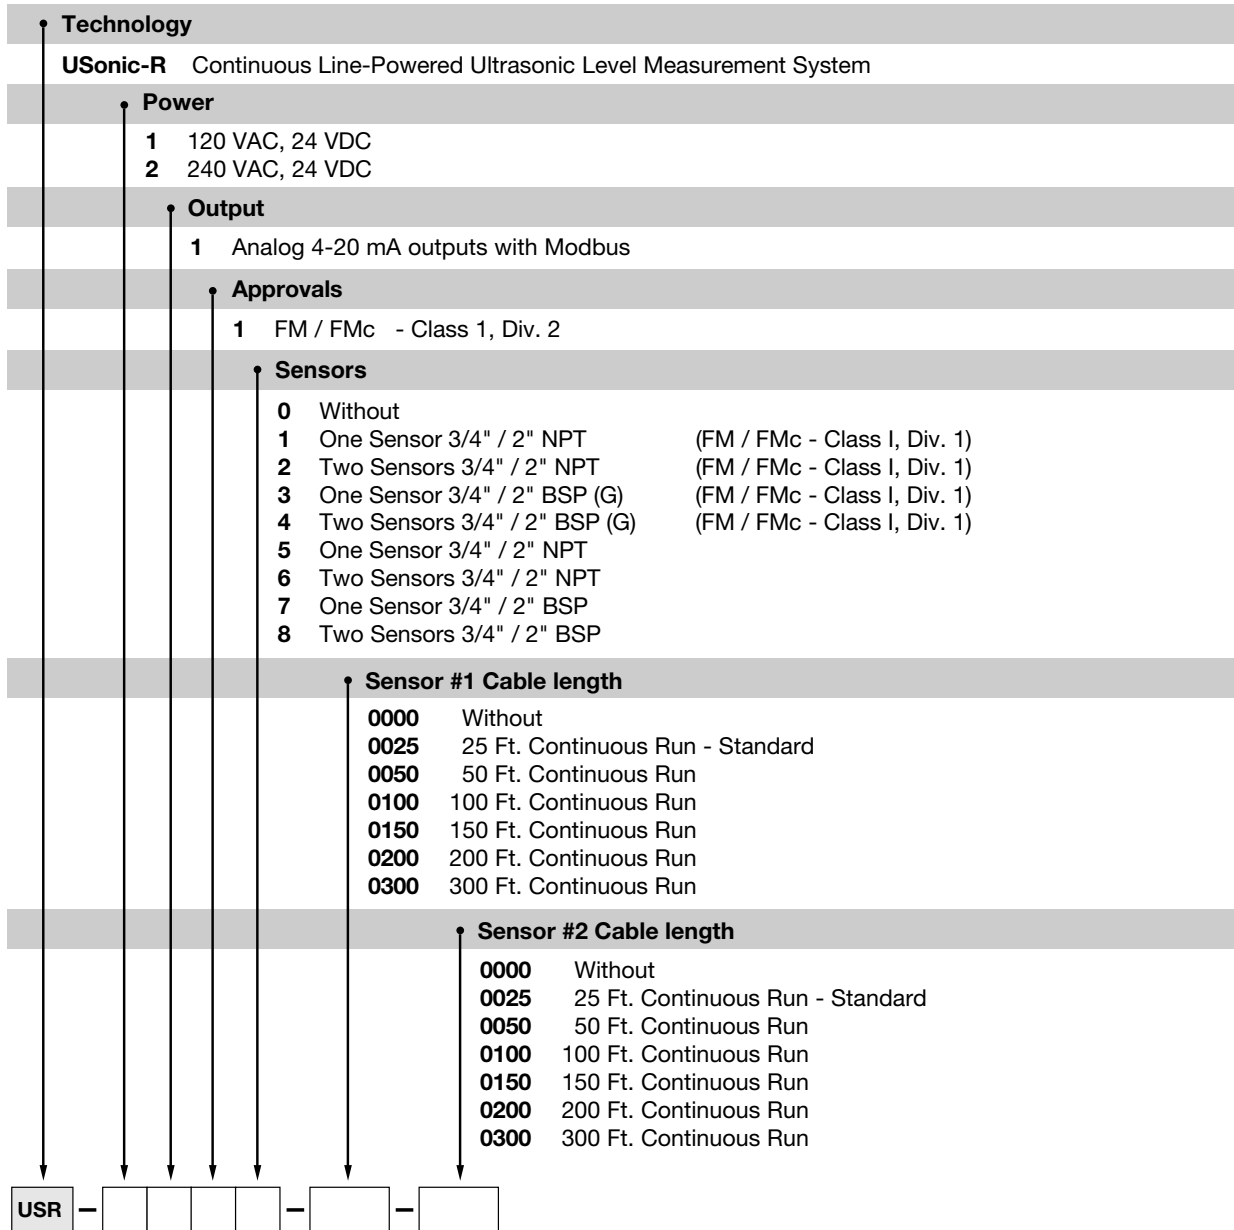 Technology
USonic-R Continuous Line-Powered Ultrasonic Level Measurement System
Power
1 120 VAC, 24 VDC
2 240 VAC, 24 VDC
Output
1 Analog 4-20 mA outputs with Modbus
Approvals
1 FM / FMc - Class 1, Div. 2
Sensors
0 Without
1 One Sensor 3/4" / 2" NPT (FM / FMc - Class I, Div. 1)
2 Two Sensors 3/4" / 2" NPT (FM / FMc - Class I, Div. 1)
3 One Sensor 3/4" / 2" BSP (G) (FM / FMc - Class I, Div. 1)
4 Two Sensors 3/4" / 2" BSP (G) (FM / FMc - Class I, Div. 1)
5 One Sensor 3/4" / 2" NPT
6 Two Sensors 3/4" / 2" NPT
7 One Sensor 3/4" / 2" BSP
8 Two Sensors 3/4" / 2" BSP
Sensor #1 Cable length
0000 Without
0025 25 Ft. Continuous Run - Standard
0050 50 Ft. Continuous Run
0100 100 Ft. Continuous Run
0150 150 Ft. Continuous Run
0200 200 Ft. Continuous Run
0300 300 Ft. Continuous Run
Sensor #2 Cable length
0000 Without
0025 25 Ft. Continuous Run - Standard
0050 50 Ft. Continuous Run
0100 100 Ft. Continuous Run
0150 150 Ft. Continuous Run
0200 200 Ft. Continuous Run
0300 300 Ft. Continuous Run
USR - - -